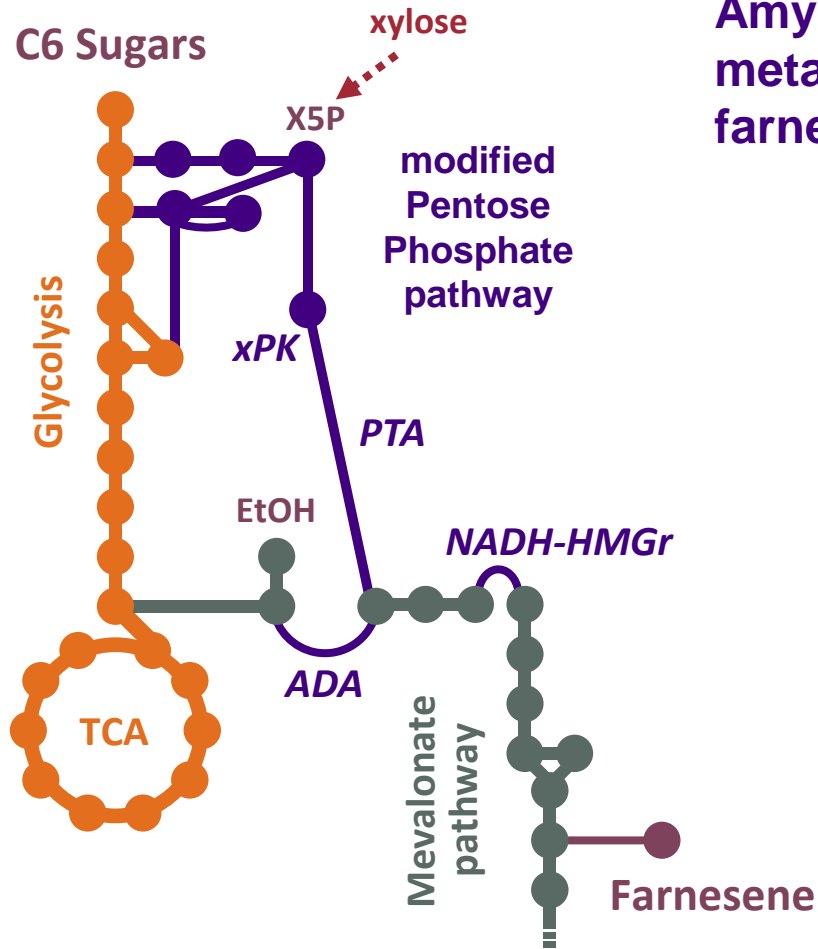 xylose
C6 Sugars
X5P
modified
Pentose
Phosphate
pathway
Glycolysis
xPK
PTA
EtOH
NADH-HMGr
ADA
TCA
Mevalonate
pathway
Farnesene